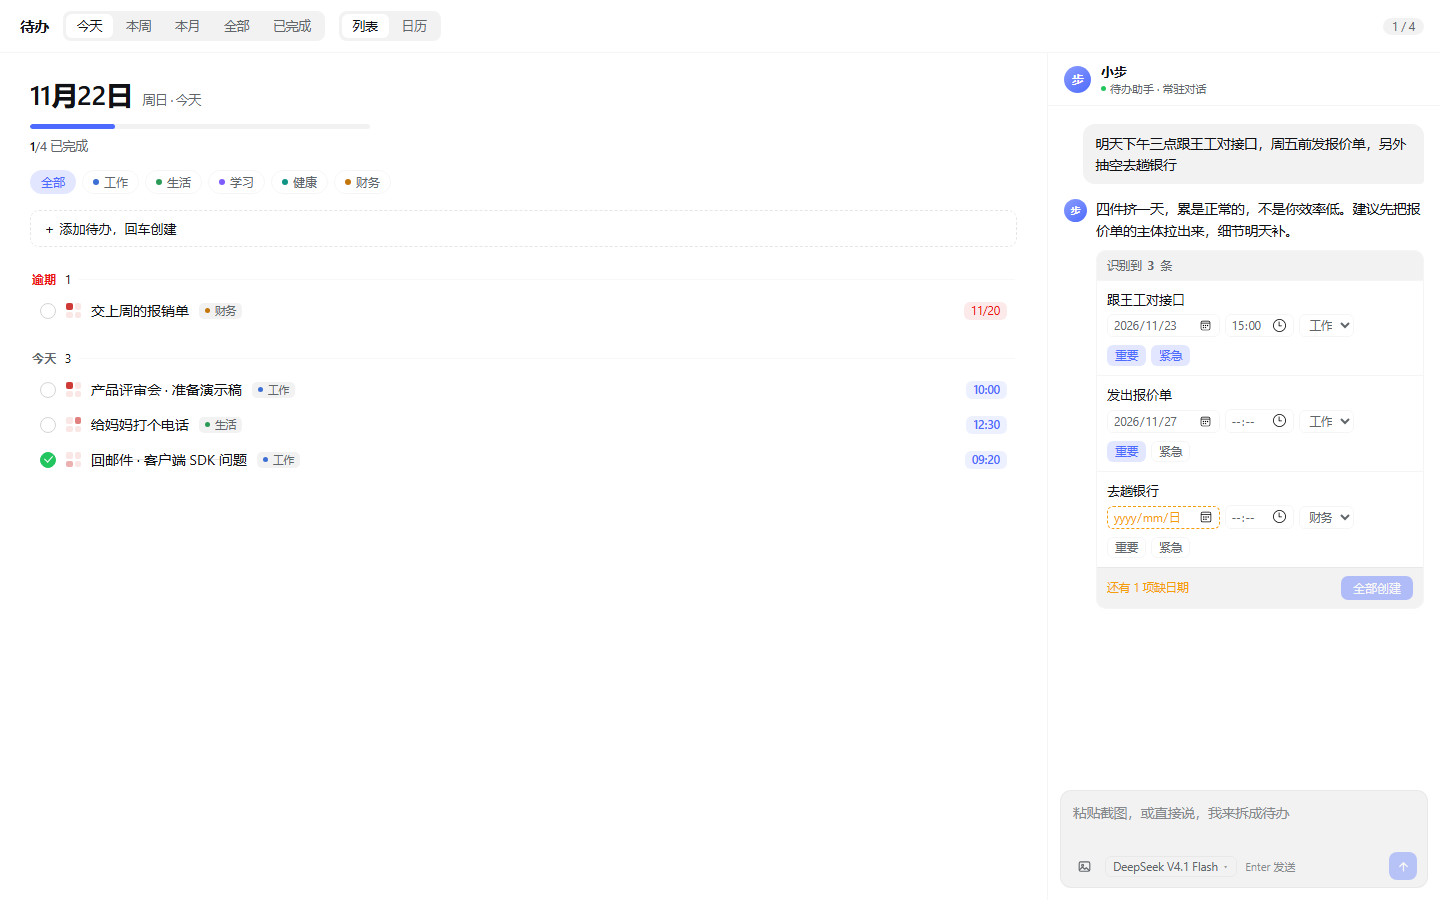 待办 今天 本周 本月 全部 已完成 列表 日历 1 / 4
11月22日 周日 · 今天
1/4 已完成
全部 工作 生活 学习 健康 财务
+ 添加待办，回车创建
逾期 1
交上周的报销单 财务 11/20
今天 3
产品评审会 · 准备演示稿 工作 10:00
给妈妈打个电话 生活 12:30
回邮件 · 客户端 SDK 问题 工作 09:20
步 小步
待办助手 · 常驻对话
明天下午三点跟王工对接口，周五前发报价单，另外
抽空去趟银行
步 四件挤一天，累是正常的，不是你效率低。建议先把报
价单的主体拉出来，细节明天补。
识别到 3 条
跟王工对接口
2026/11/23 15:00 工作
重要 紧急
发出报价单
2026/11/27 --:-- 工作
重要 紧急
去趟银行
yyyy/mm/日 --:-- 财务
重要 紧急
还有 1 项缺日期 全部创建
粘贴截图，或直接说，我来拆成待办
DeepSeek V4.1 Flash Enter 发送